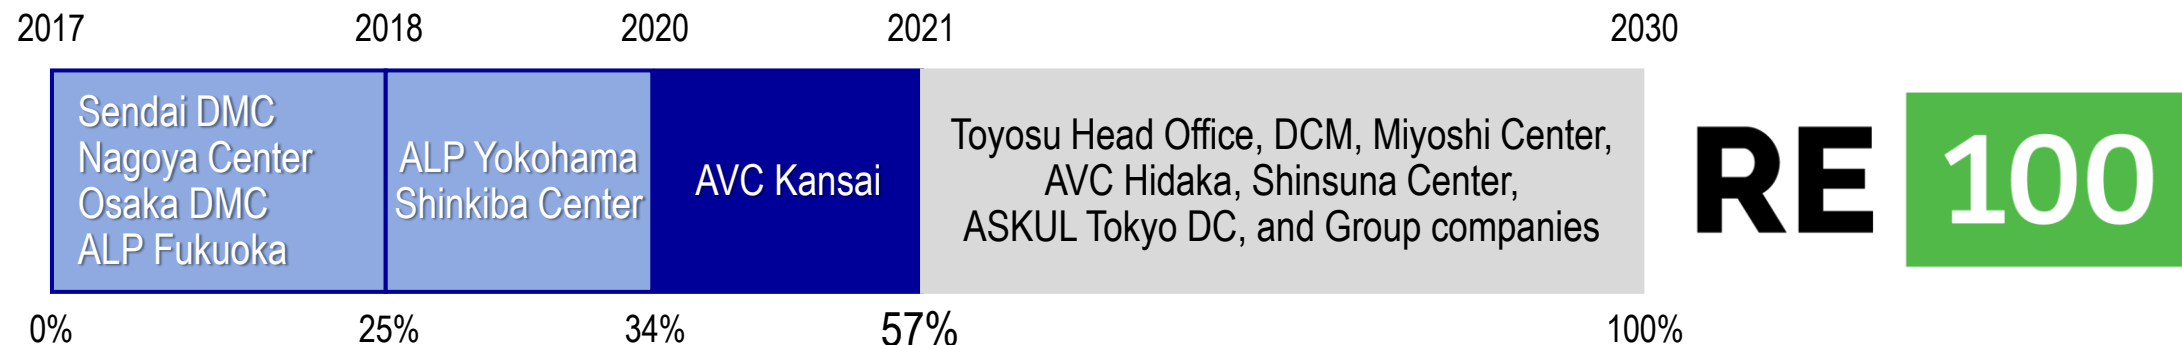 2017 2018 2020 2021 2030
Sendai DMC
Nagoya Center
Osaka DMC
ALP Fukuoka
ALP Yokohama
Shinkiba Center
AVC Kansai
Toyosu Head Office, DCM, Miyoshi Center,
AVC Hidaka, Shinsuna Center,
ASKUL Tokyo DC, and Group companies
RE 100
0% 25% 34% 57% 100%